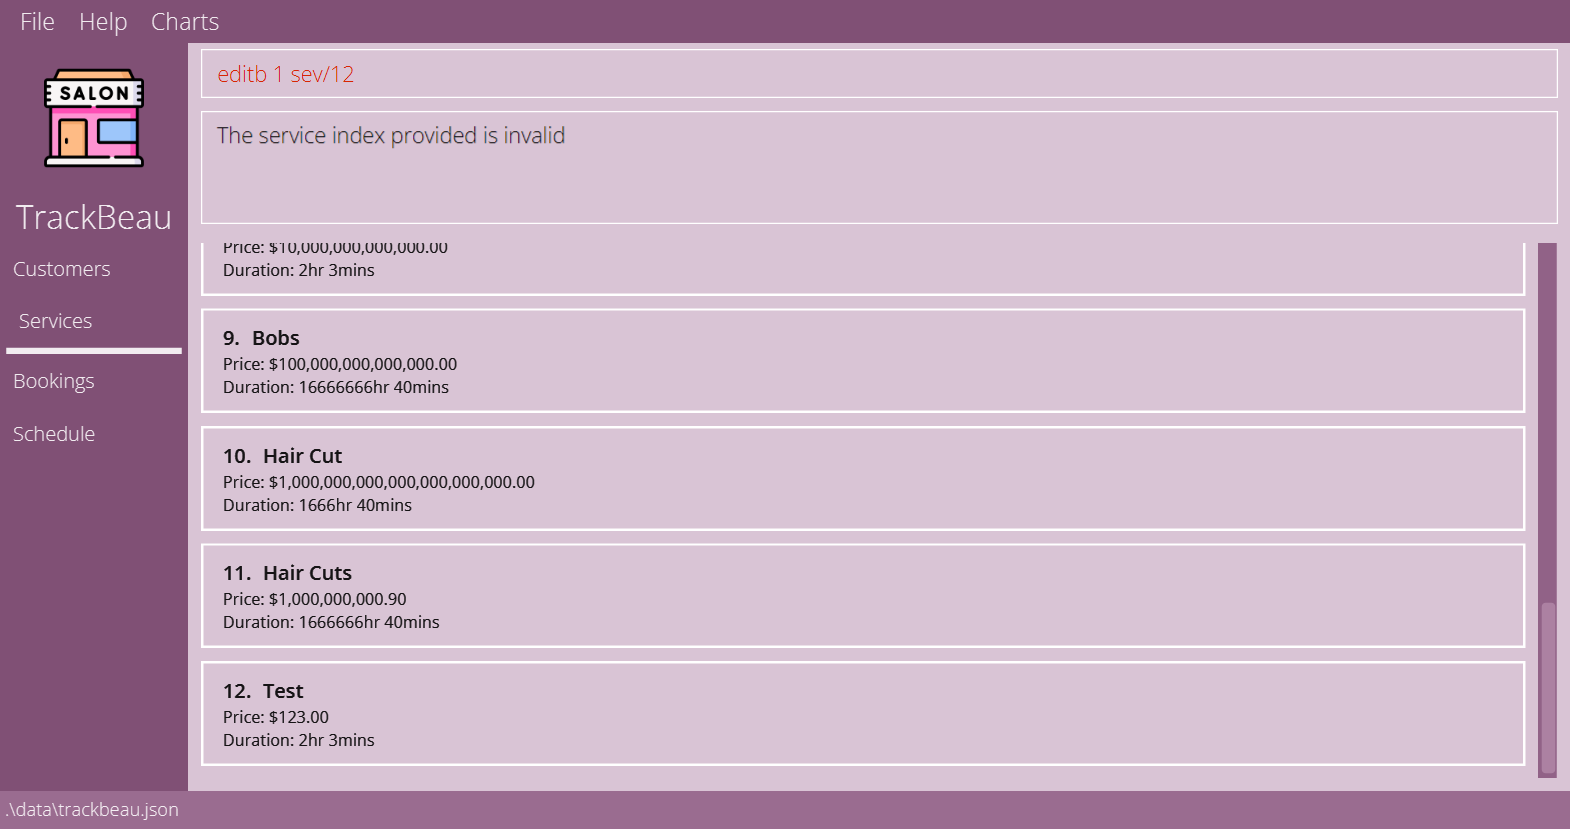 File Help Charts
SALON
TrackBeau
Customers
Services
Bookings
Schedule
editb 1 sev/12
The service index provided is invalid
Price: $10,000,000,000,000.00
Duration: 2hr 3mins
9. Bobs
Price: $100,000,000,000,000.00
Duration: 16666666hr 40mins
10. Hair Cut
Price: $1,000,000,000,000,000,000,000.00
Duration: 1666hr 40mins
11. Hair Cuts
Price: $1,000,000,000.90
Duration: 1666666hr 40mins
12. Test
Price: $123.00
Duration: 2hr 3mins
.\data\trackbeau.json